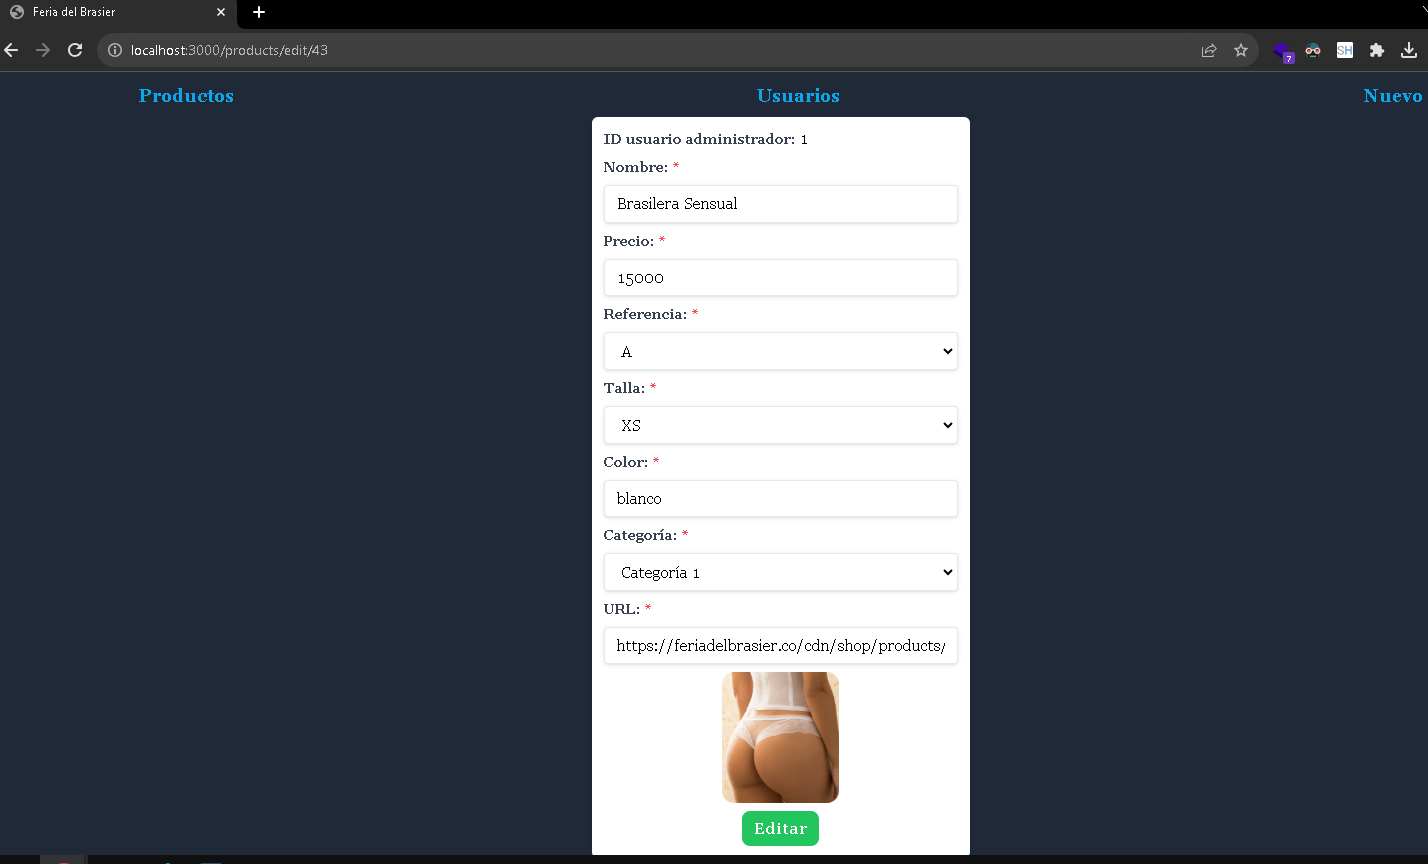 Feria del Brasier
localhost:3000/products/edit/43
SH
7
Productos Usuarios Nuevo
ID usuario administrador: 1
Nombre: *
Brasilera Sensual
Precio: *
15000
Referencia: *
A
Talla: *
XS
Color: *
blanco
Categoría: *
Categoría 1
URL: *
https://feriadelbrasier.co/cdn/shop/products/
Editar